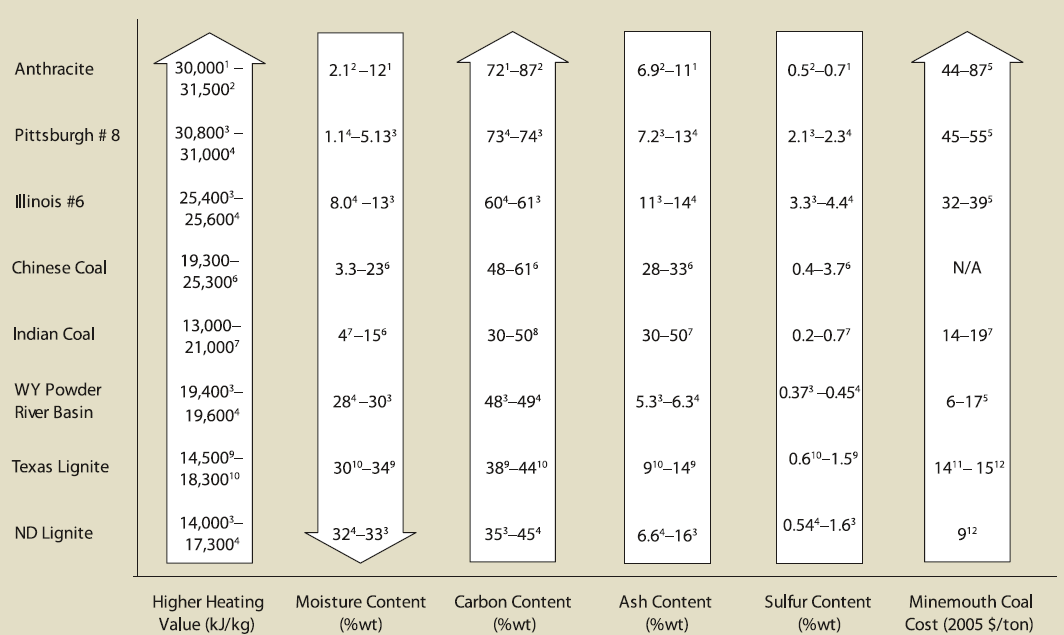 Anthracite
30,000¹ –
31,500²
2.1²–12¹
72¹–87²
6.9²–11¹
0.5²–0.7¹
44–87⁵
Pittsburgh # 8
30,800³ –
31,000⁴
1.1⁴–5.13³
73⁴–74³
7.2³–13⁴
2.1³–2.3⁴
45–55⁵
Illinois #6
25,400³–
25,600⁴
8.0⁴ –13³
60⁴–61³
11³–14⁴
3.3³–4.4⁴
32–39⁵
Chinese Coal
19,300–
25,300⁶
3.3–23⁶
48–61⁶
28–33⁶
0.4–3.7⁶
N/A
Indian Coal
13,000–
21,000⁷
4⁷–15⁶
30–50⁸
30–50⁷
0.2–0.7⁷
14–19⁷
WY Powder
River Basin
19,400³–
19,600⁴
28⁴–30³
48³–49⁴
5.3³–6.3⁴
0.37³ –0.45⁴
6–17⁵
Texas Lignite
14,500⁹–
18,300¹⁰
30¹⁰–34⁹
38⁹–44¹⁰
9¹⁰–14⁹
0.6¹⁰–1.5⁹
14¹¹– 15¹²
ND Lignite
14,000³–
17,300⁴
32⁴–33³
35³–45⁴
6.6⁴–16³
0.54⁴–1.6³
9¹²
Higher Heating
Value (kJ/kg)
Moisture Content
(%wt)
Carbon Content
(%wt)
Ash Content
(%wt)
Sulfur Content
(%wt)
Minemouth Coal
Cost (2005 $/ton)